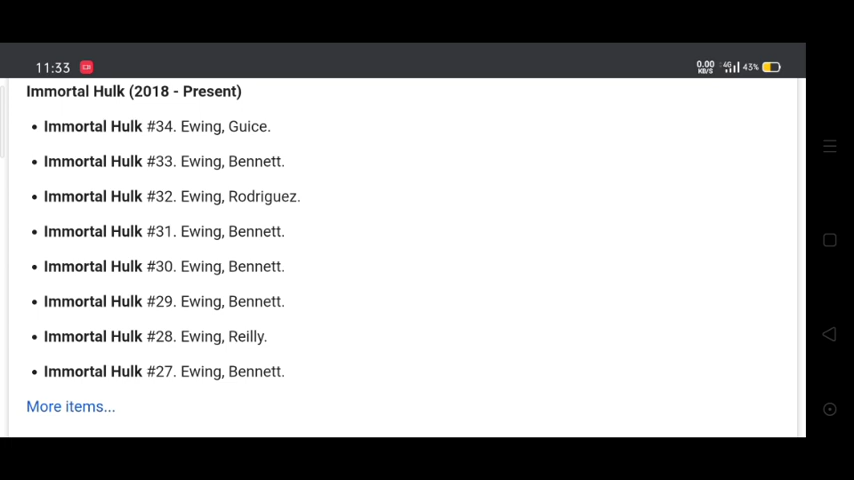 11:33
0.00 KB/S 4G 43%
Immortal Hulk (2018 - Present)
• Immortal Hulk #34. Ewing, Guice.
• Immortal Hulk #33. Ewing, Bennett.
• Immortal Hulk #32. Ewing, Rodriguez.
• Immortal Hulk #31. Ewing, Bennett.
• Immortal Hulk #30. Ewing, Bennett.
• Immortal Hulk #29. Ewing, Bennett.
• Immortal Hulk #28. Ewing, Reilly.
• Immortal Hulk #27. Ewing, Bennett.
More items...